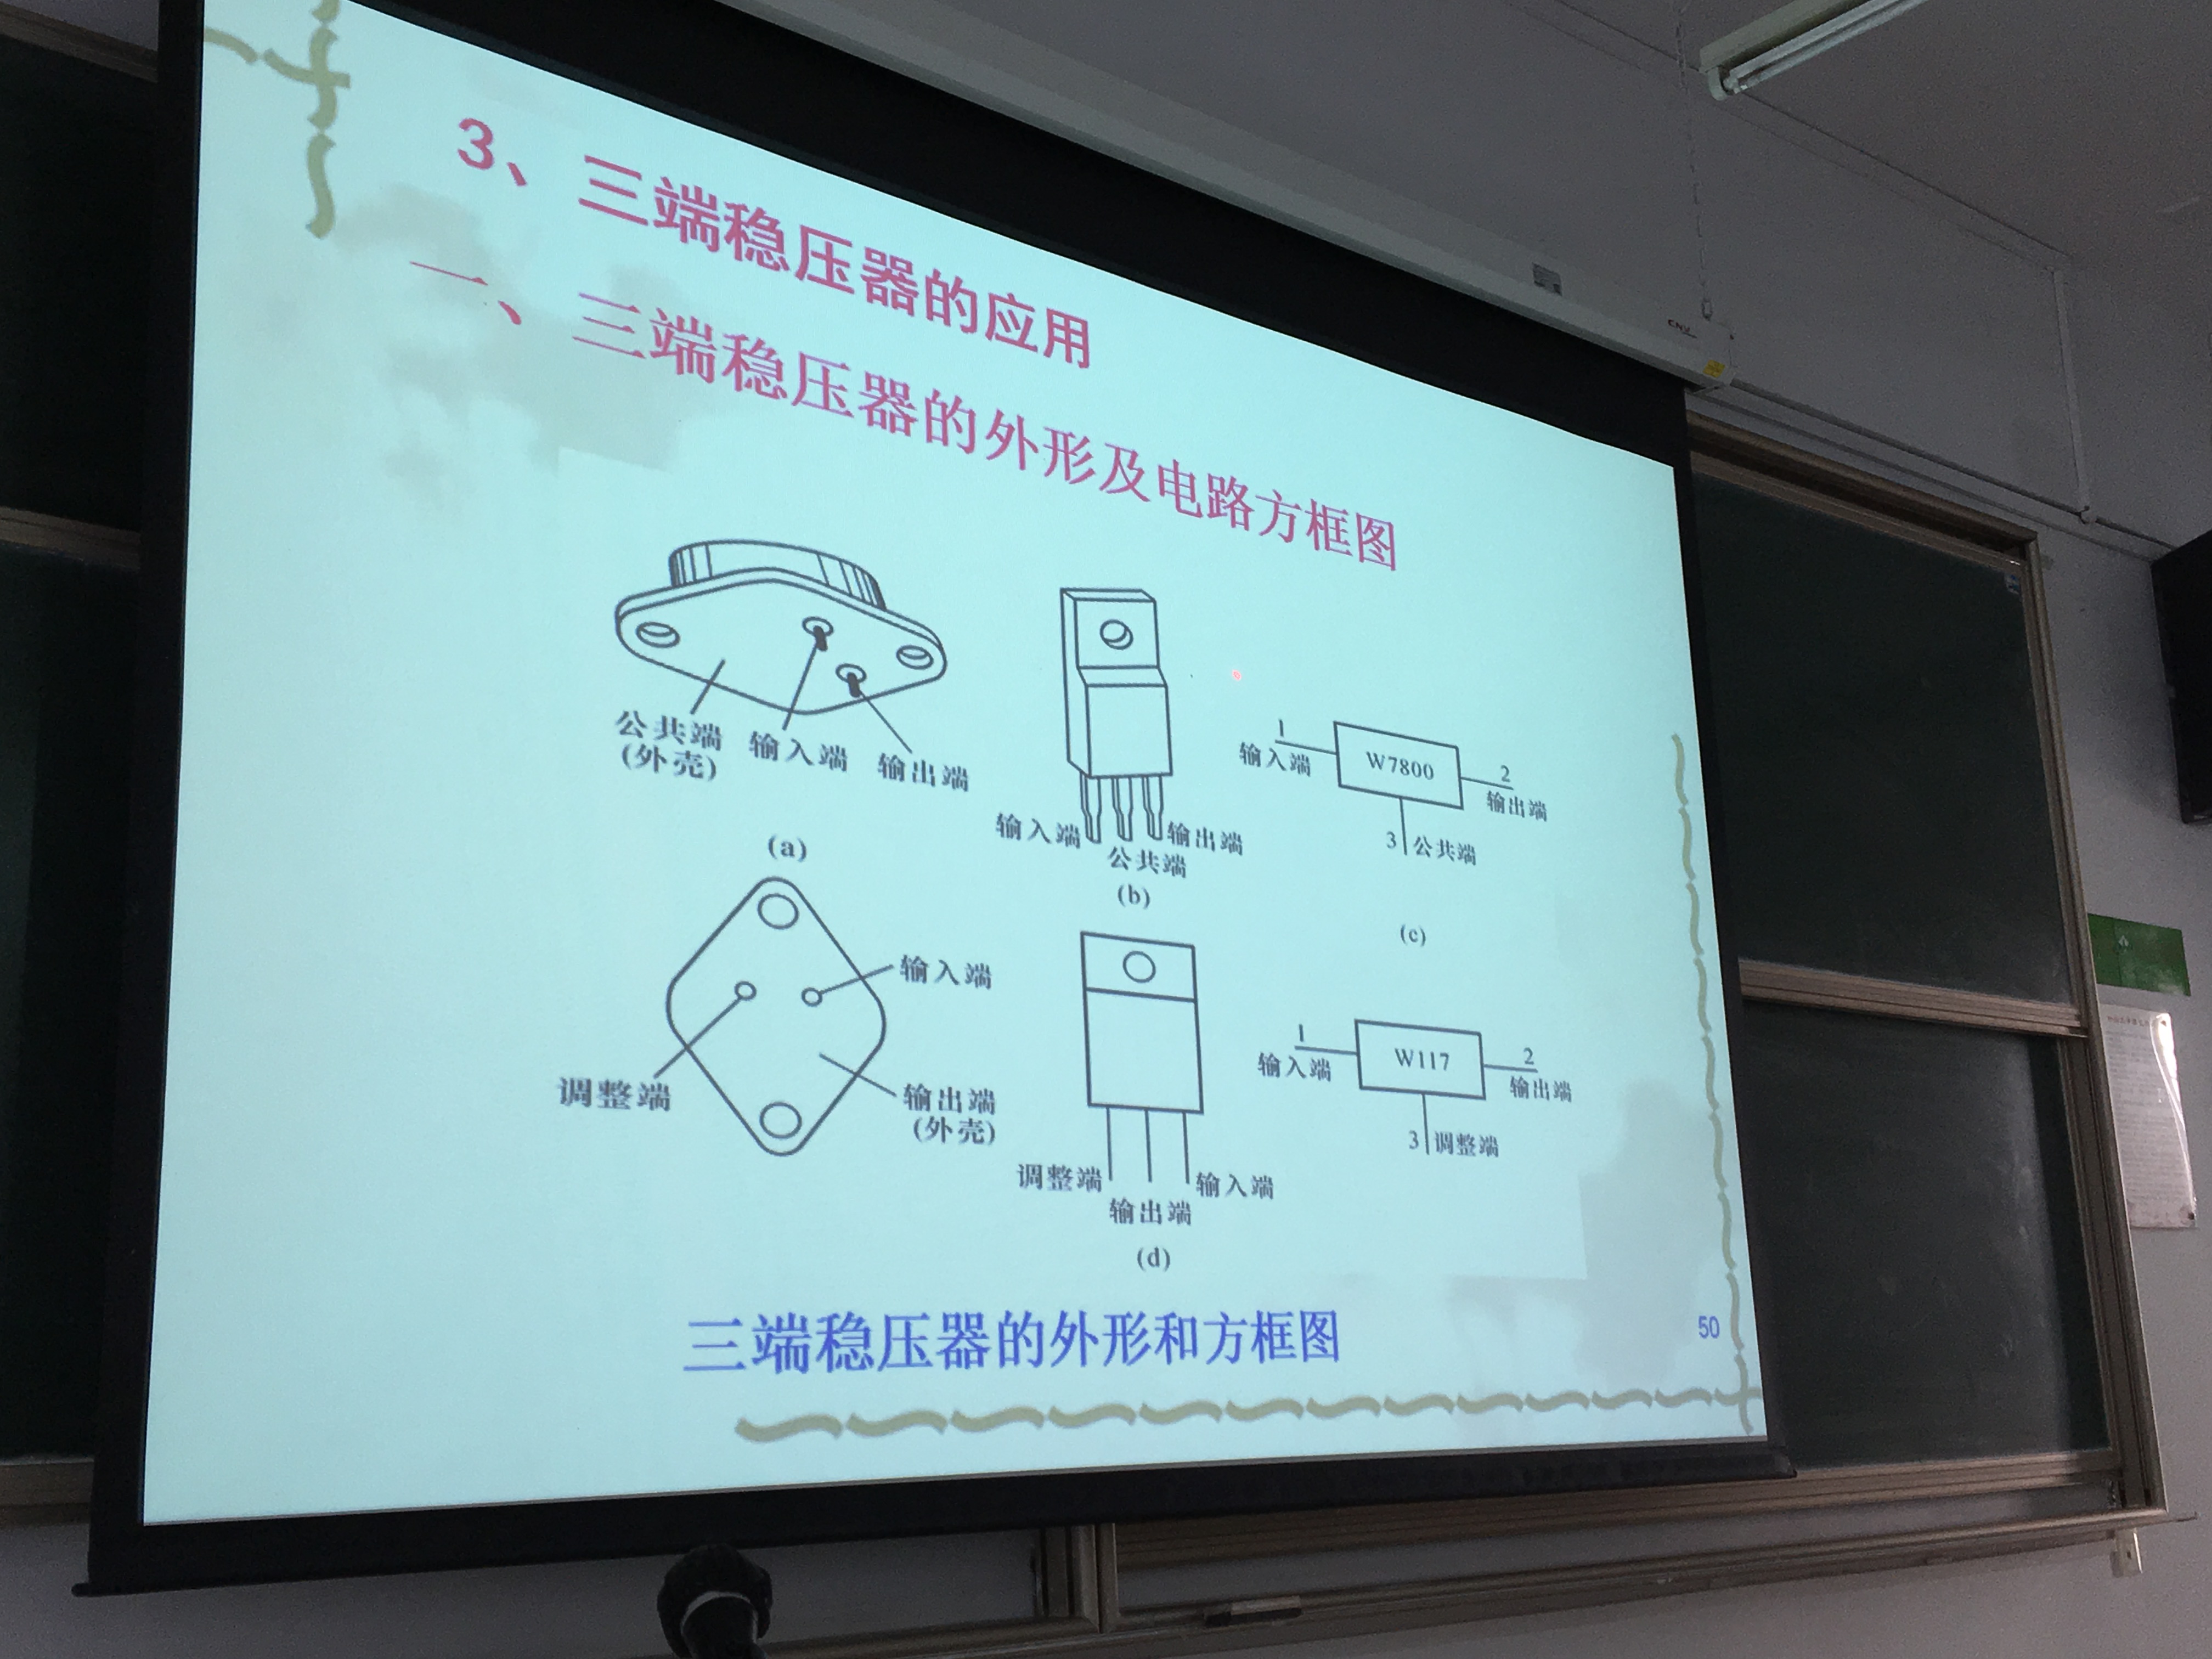 3、三端稳压器的应用
一、三端稳压器的外形及电路方框图
公共端
(外壳)
输入端
输出端
(a)
输入端
公共端
输出端
(b)
1
输入端
W7800
2
输出端
3
公共端
(c)
输入端
调整端
输出端
(外壳)
调整端
输出端
输入端
(d)
1
输入端
W117
2
输出端
3
调整端
三端稳压器的外形和方框图
50